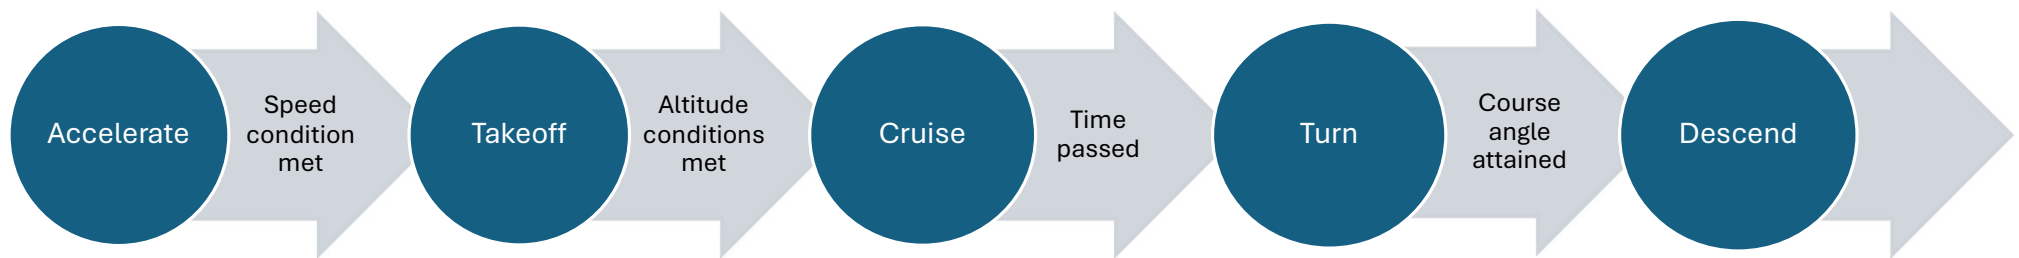 Accelerate
Speed
condition
met
Takeoff
Altitude
conditions
met
Cruise
Time
passed
Turn
Course
angle
attained
Descend